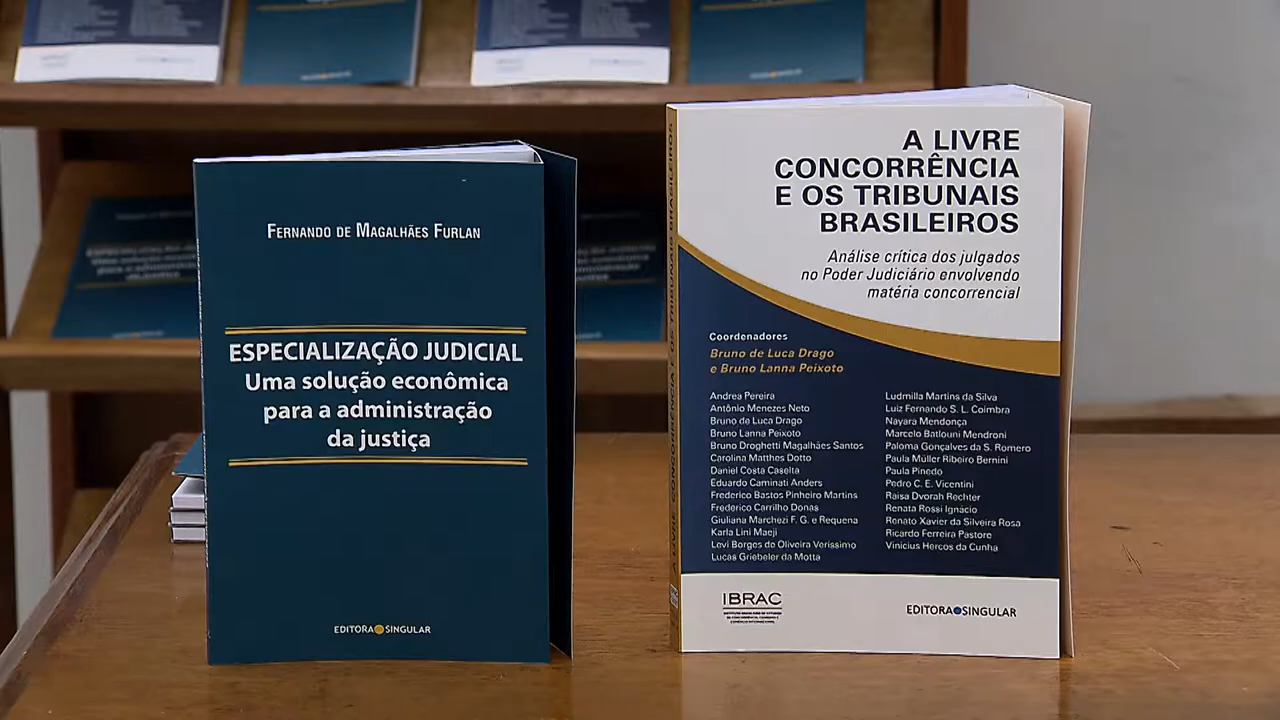 FERNANDO DE MAGALHÃES FURLAN
ESPECIALIZAÇÃO JUDICIAL
Uma solução econômica
para a administração
da justiça
EDITORA SINGULAR
A LIVRE
CONCORRÊNCIA
E OS TRIBUNAIS
BRASILEIROS
Análise crítica dos julgados
no Poder Judiciário envolvendo
matéria concorrencial
Coordenadores
Bruno de Luca Drago
e Bruno Lanna Peixoto
Andrea Pereira
Antônio Menezes Neto
Bruno de Luca Drago
Bruno Lanna Peixoto
Bruno Droghetti Magalhães Santos
Carolina Matthes Dotto
Daniel Costa Caselta
Eduardo Caminati Anders
Frederico Bastos Pinheiro Martins
Frederico Carrilho Donas
Giuliana Marchezi F. G. e Requena
Karla Lini Maeji
Levi Borges de Oliveira Veríssimo
Lucas Griebeler da Motta
Ludmilla Martins da Silva
Luiz Fernando S. L. Coimbra
Nayara Mendonça
Marcelo Batlouni Mendroni
Paloma Gonçalves da S. Romero
Paula Müller Ribeiro Bernini
Paula Pinedo
Pedro C. E. Vicentini
Raisa Dvorah Rechter
Renata Rossi Ignácio
Renato Xavier da Silveira Rosa
Ricardo Ferreira Pastore
Vinicius Hercos da Cunha
IBRAC
EDITORA SINGULAR
A LIVRE CONCORRÊNCIA E OS TRIBUNAIS BRASILEIROS